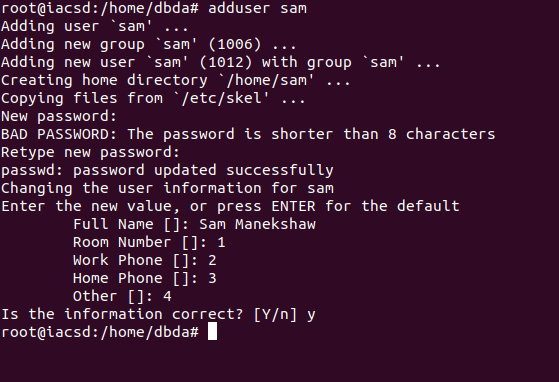 root@iacsd:/home/dbda# adduser sam
Adding user `sam' ...
Adding new group `sam' (1006) ...
Adding new user `sam' (1012) with group `sam' ...
Creating home directory `/home/sam' ...
Copying files from `/etc/skel' ...
New password:
BAD PASSWORD: The password is shorter than 8 characters
Retype new password:
passwd: password updated successfully
Changing the user information for sam
Enter the new value, or press ENTER for the default
        Full Name []: Sam Manekshaw
        Room Number []: 1
        Work Phone []: 2
        Home Phone []: 3
        Other []: 4
Is the information correct? [Y/n] y
root@iacsd:/home/dbda#